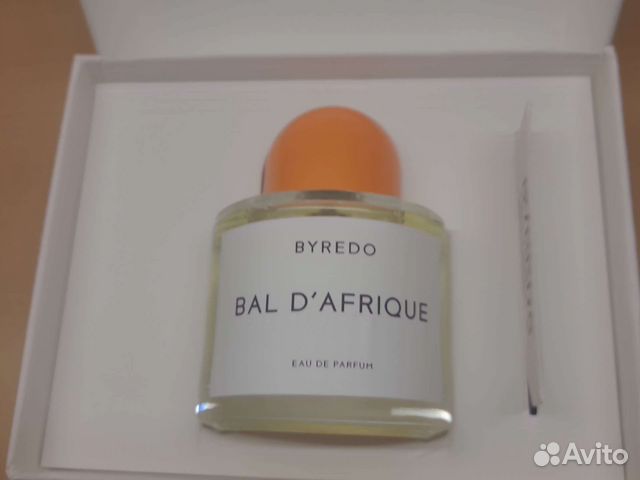 BYREDO
BAL D'AFRIQUE
EAU DE PARFUM
Avito